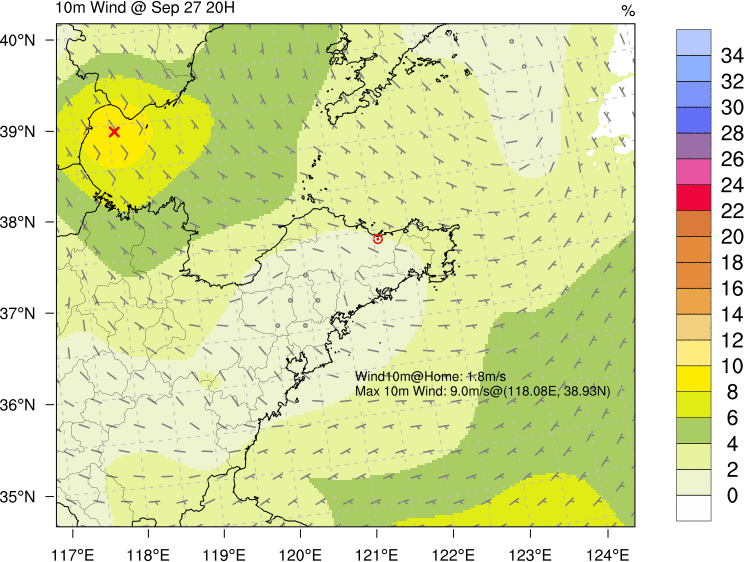 10m Wind @ Sep 27 20H
%
40°N
39°N
38°N
37°N
36°N
35°N
117°E 118°E 119°E 120°E 121°E 122°E 123°E 124°E
Wind10m@Home: 1.8m/s
Max 10m Wind: 9.0m/s@(118.08E, 38.93N)
34
32
30
28
26
24
22
20
18
16
14
12
10
8
6
4
2
0